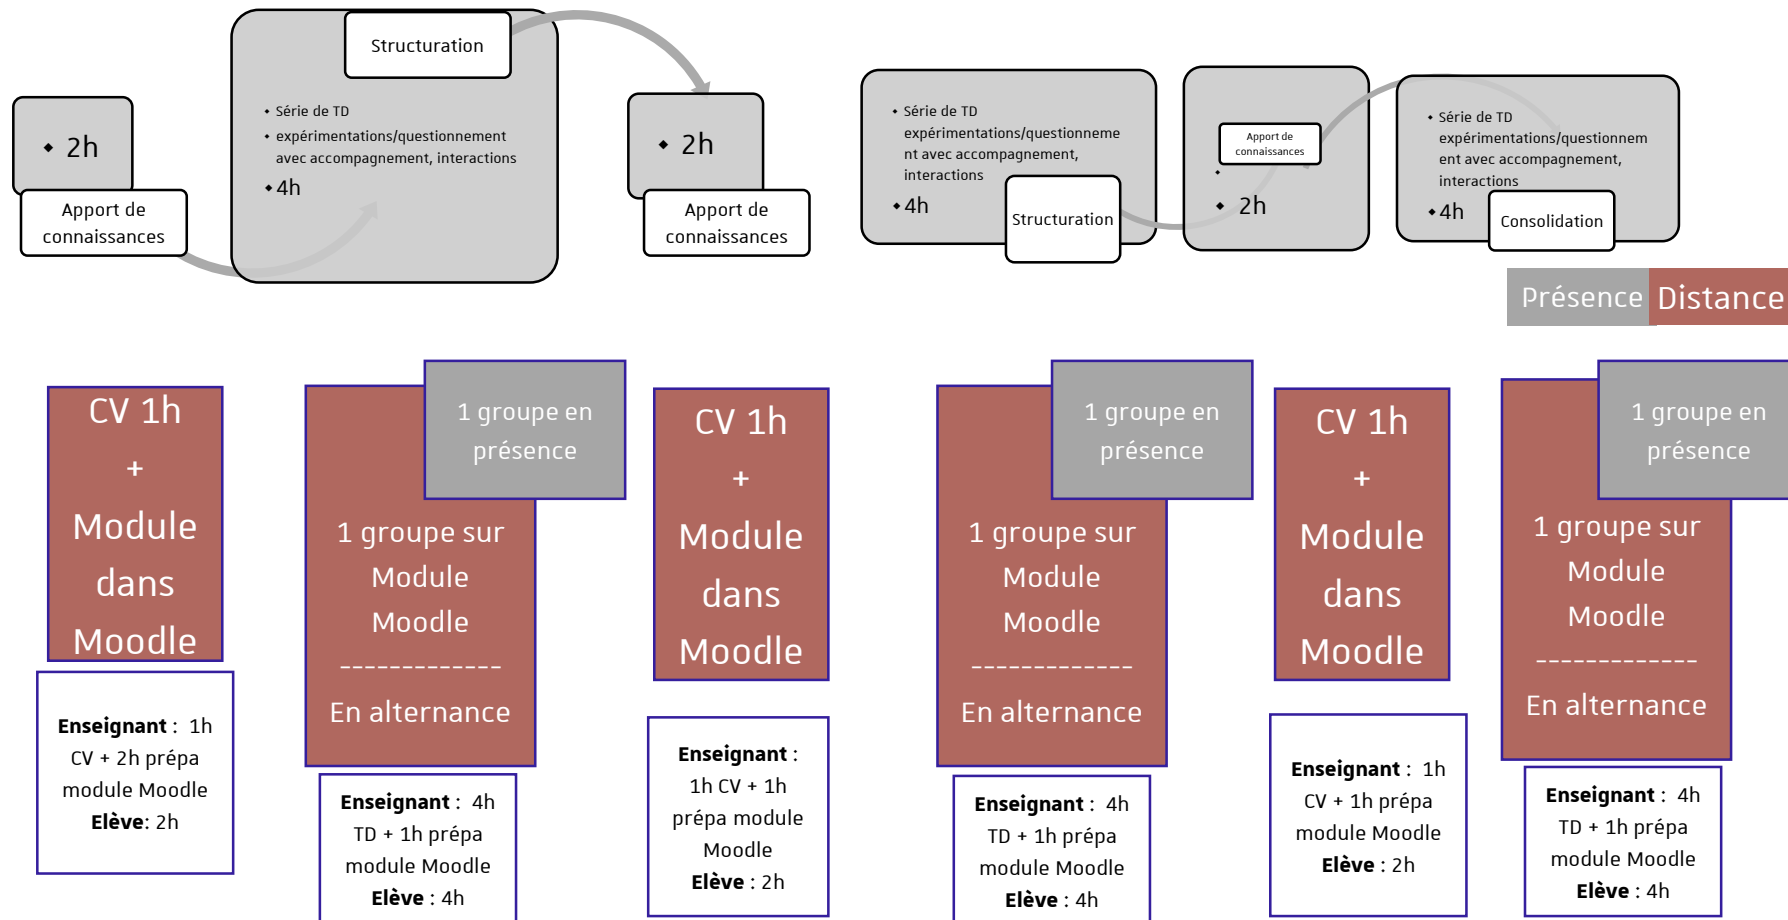 2h
Apport de
connaissances
Structuration
Série de TD
expérimentations/questionnement
avec accompagnement, interactions
4h
2h
Apport de
connaissances
Série de TD
expérimentations/questionneme
nt avec accompagnement,
interactions
4h
Structuration
Apport de
connaissances
2h
Série de TD
expérimentations/questionnem
ent avec accompagnement,
interactions
4h
Consolidation
Présence
Distance
CV 1h
+
Module
dans
Moodle
Enseignant : 1h
CV + 2h prépa
module Moodle
Elève: 2h
1 groupe en
présence
1 groupe sur
Module
Moodle
-------------
En alternance
Enseignant : 4h
TD + 1h prépa
module Moodle
Elève : 4h
CV 1h
+
Module
dans
Moodle
Enseignant :
1h CV + 1h
prépa module
Moodle
Elève : 2h
1 groupe en
présence
1 groupe sur
Module
Moodle
-------------
En alternance
Enseignant : 4h
TD + 1h prépa
module Moodle
Elève : 4h
CV 1h
+
Module
dans
Moodle
Enseignant : 1h
CV + 1h prépa
module Moodle
Elève : 2h
1 groupe en
présence
1 groupe sur
Module
Moodle
-------------
En alternance
Enseignant : 4h
TD + 1h prépa
module Moodle
Elève : 4h